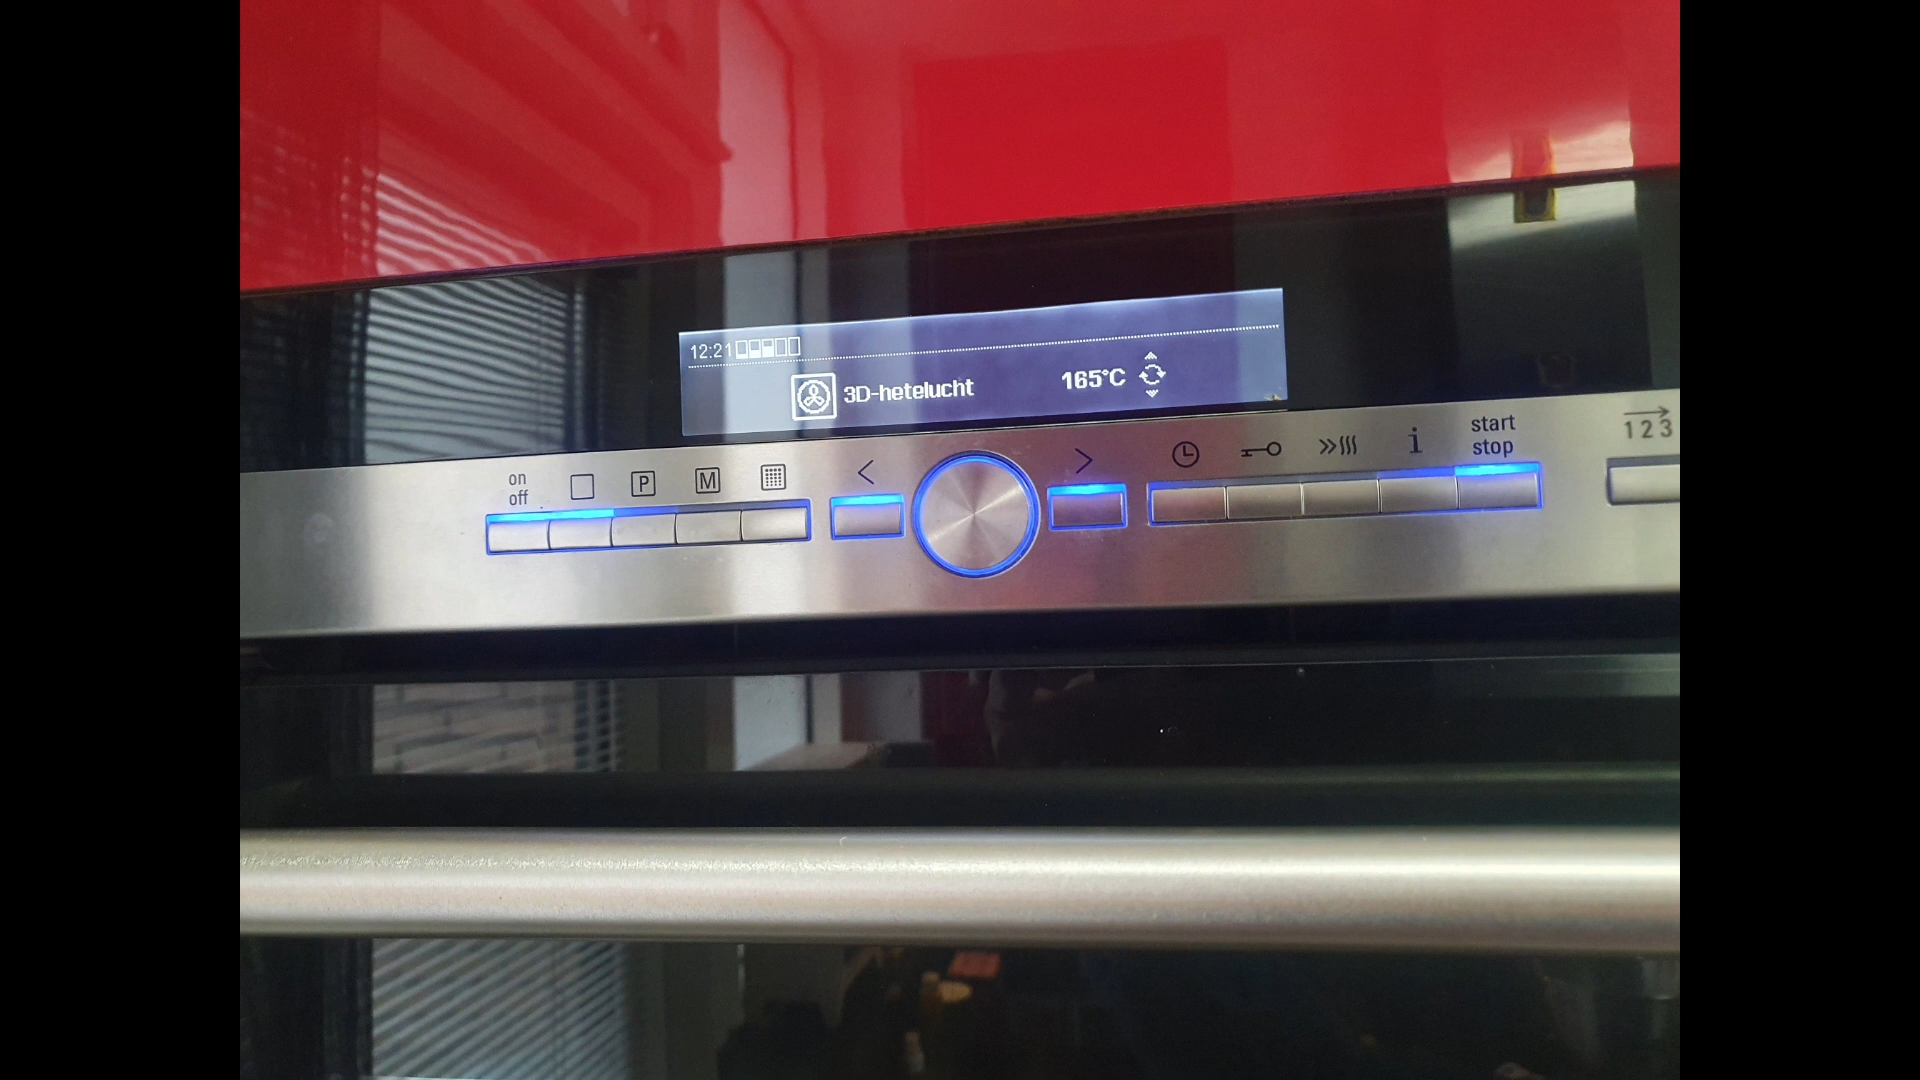 12:21
3D-hetelucht 165°C
on
off
P
M
<
>
i
start
stop
1 2 3